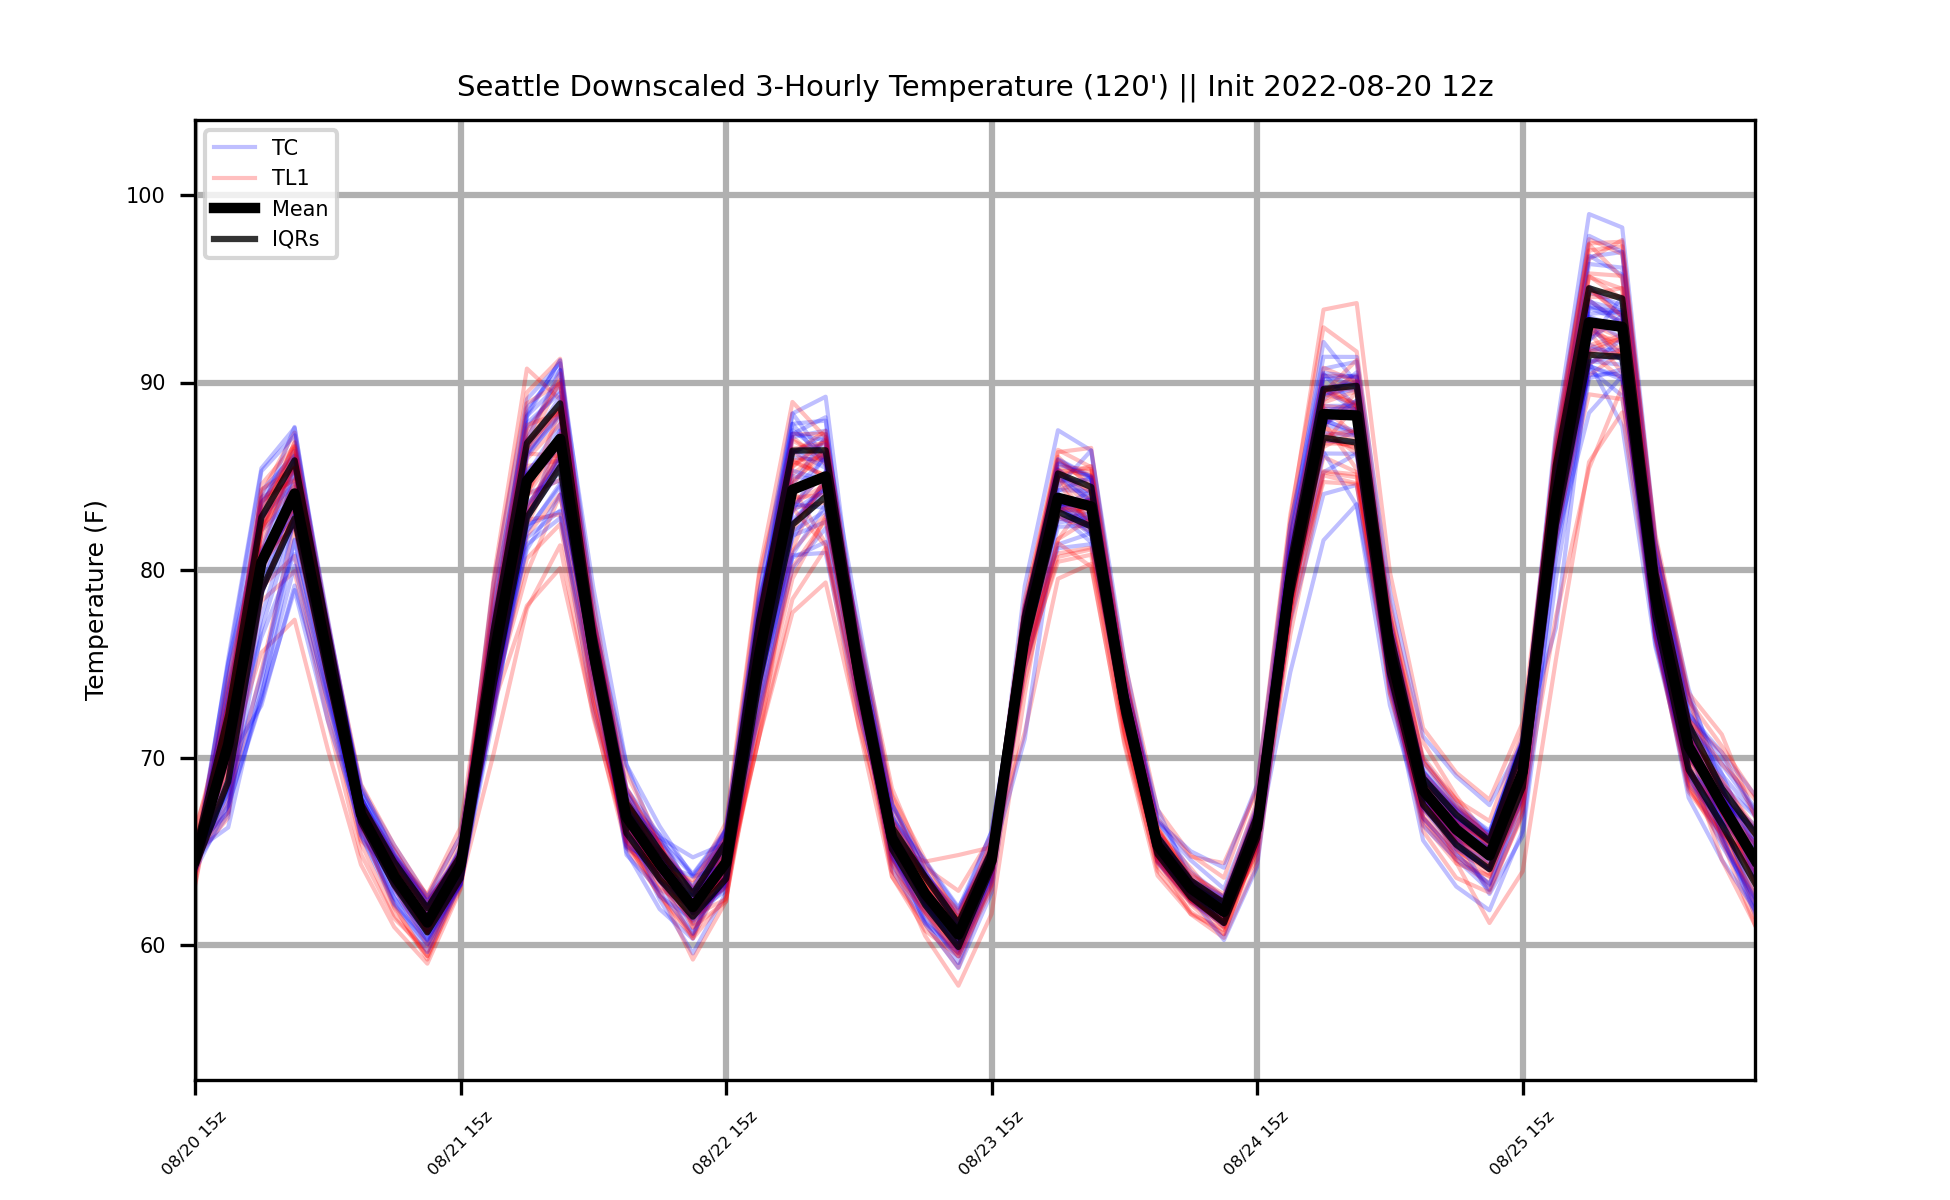 Seattle Downscaled 3-Hourly Temperature (120') || Init 2022-08-20 12z
TC
TL1
Mean
IQRs
Temperature (F)
100
90
80
70
60
08/20 15z
08/21 15z
08/22 15z
08/23 15z
08/24 15z
08/25 15z